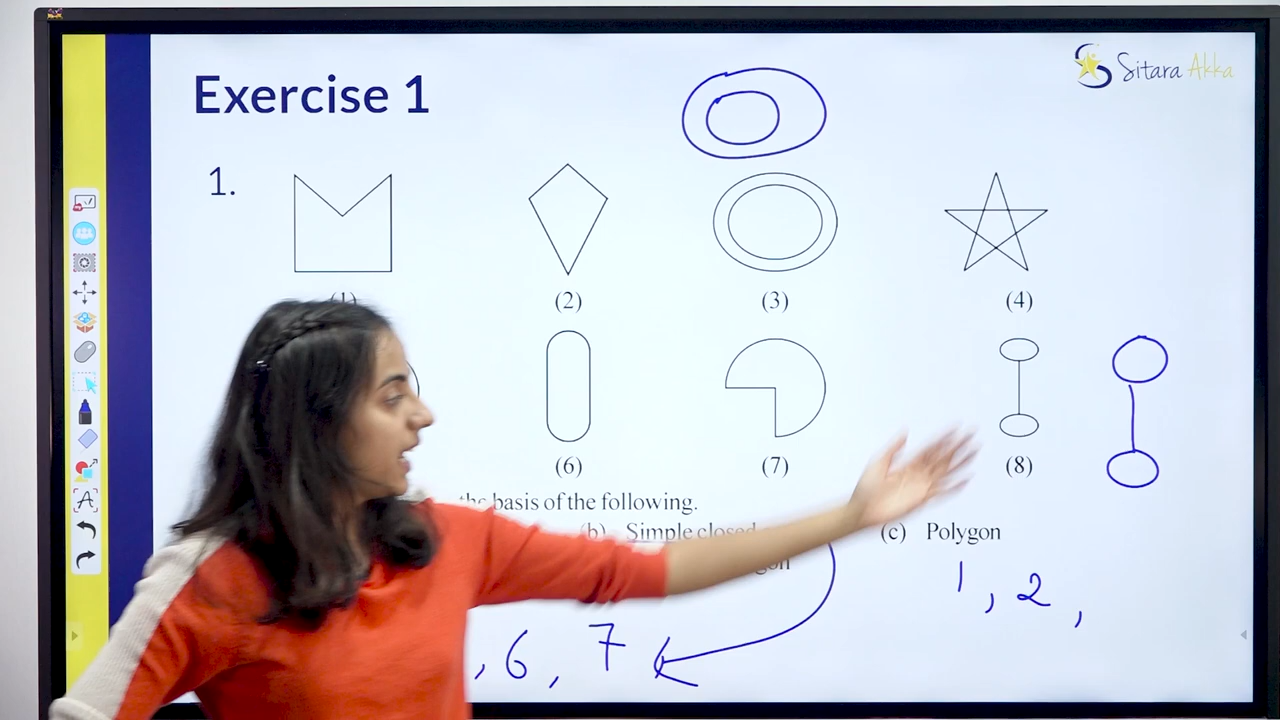 Exercise 1
Sitara Akka
1.
(1) (2) (3) (4)
(6) (7) (8)
the basis of the following.
(b) Simple closed (c) Polygon
1, 2,
, 6, 7